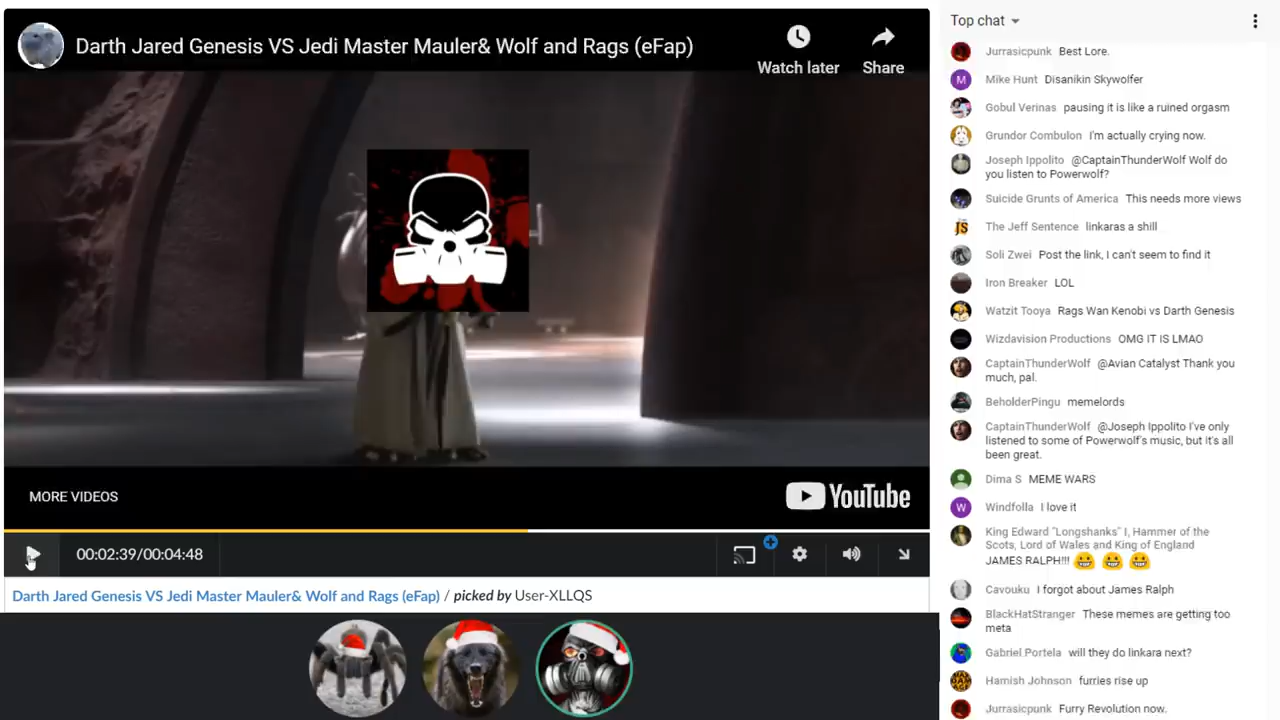 Darth Jared Genesis VS Jedi Master Mauler& Wolf and Rags (eFap)
Watch later
Share
MORE VIDEOS
YouTube
00:02:39/00:04:48
Darth Jared Genesis VS Jedi Master Mauler& Wolf and Rags (eFap) / picked by User-XLLQS
Top chat
Jurrasicpunk Best Lore.
M
Mike Hunt Disanikin Skywolfer
Gobul Verinas pausing it is like a ruined orgasm
Grundor Combulon I'm actually crying now.
Joseph Ippolito @CaptainThunderWolf Wolf do
you listen to Powerwolf?
Suicide Grunts of America This needs more views
JS
The Jeff Sentence linkaras a shill
Soli Zwei Post the link, I can't seem to find it
Iron Breaker LOL
Watzit Tooya Rags Wan Kenobi vs Darth Genesis
Wizdavision Productions OMG IT IS LMAO
CaptainThunderWolf @Avian Catalyst Thank you
much, pal.
BeholderPingu memelords
CaptainThunderWolf @Joseph Ippolito I've only
listened to some of Powerwolf's music, but it's all
been great.
Dima S MEME WARS
W
Windfolla I love it
King Edward "Longshanks" I, Hammer of the
Scots, Lord of Wales and King of England
JAMES RALPH!!!
Cavouku I forgot about James Ralph
BlackHatStranger These memes are getting too
meta
Gabriel Portela will they do linkara next?
Hamish Johnson furries rise up
Jurrasicpunk Furry Revolution now.